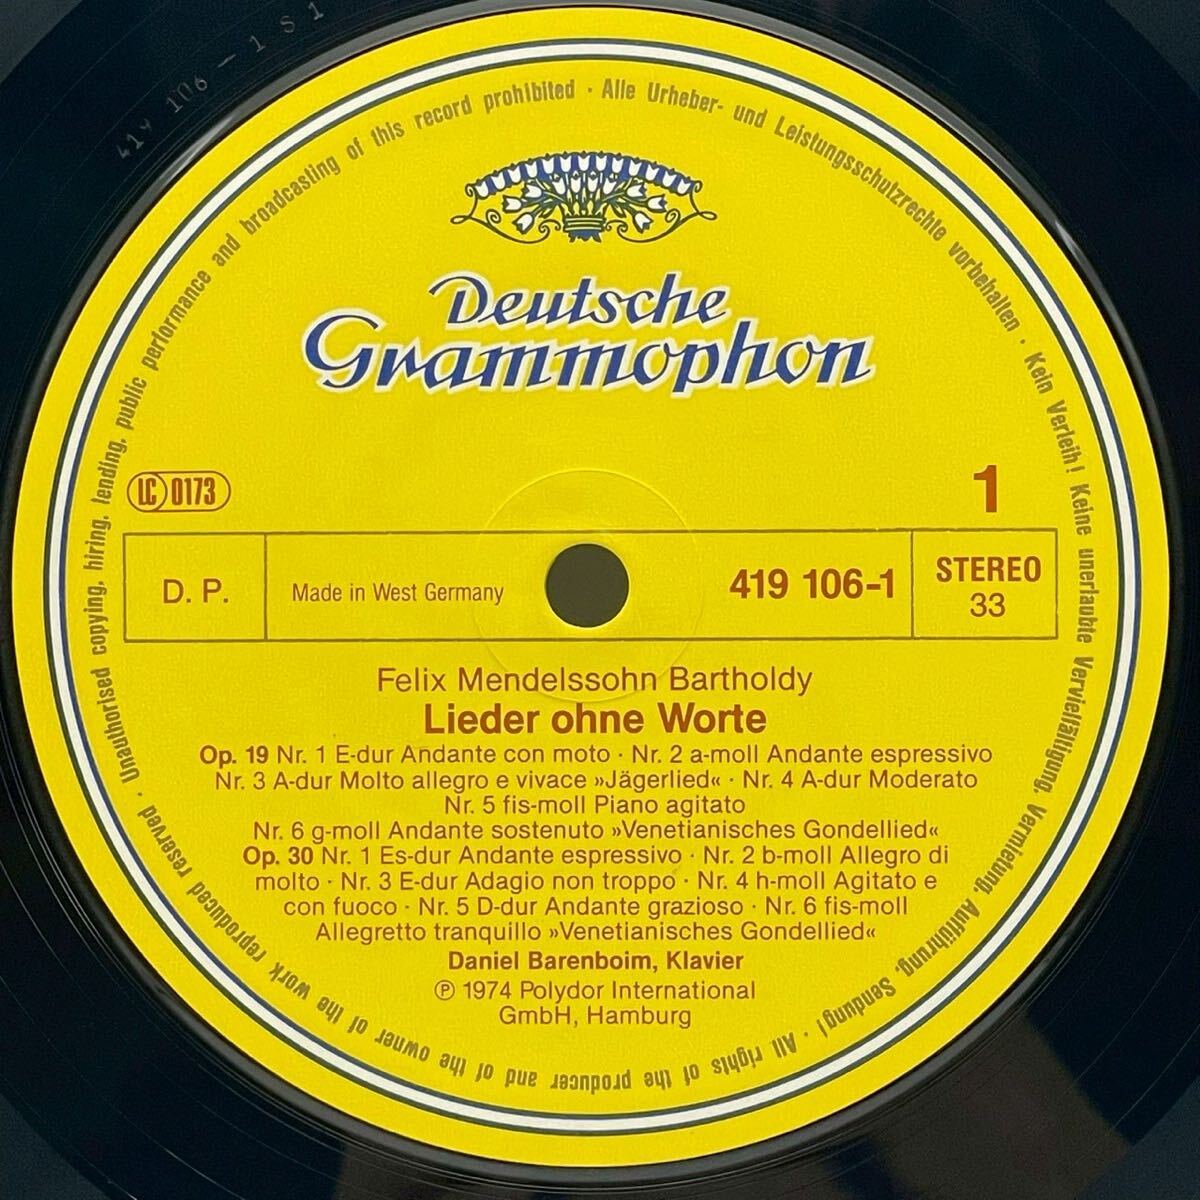 419 106 – 1 S 1
Unauthorised copying, hiring, lending, public performance and broadcasting of this record prohibited · Alle Urheber- und Leistungsschutzrechte vorbehalten · Kein Verleih! Keine unerlaubte Vervielfältigung, Vermietung, Aufführung, Sendung! · All rights of the producer and of the owner of the work reproduced reserved ·
Deutsche
Grammophon
LC 0173
1
D. P.
Made in West Germany
419 106-1
STEREO
33
Felix Mendelssohn Bartholdy
Lieder ohne Worte
Op. 19 Nr. 1 E-dur Andante con moto · Nr. 2 a-moll Andante espressivo
Nr. 3 A-dur Molto allegro e vivace »Jägerlied« · Nr. 4 A-dur Moderato
Nr. 5 fis-moll Piano agitato
Nr. 6 g-moll Andante sostenuto »Venetianisches Gondellied«
Op. 30 Nr. 1 Es-dur Andante espressivo · Nr. 2 b-moll Allegro di
molto · Nr. 3 E-dur Adagio non troppo · Nr. 4 h-moll Agitato e
con fuoco · Nr. 5 D-dur Andante grazioso · Nr. 6 fis-moll
Allegretto tranquillo »Venetianisches Gondellied«
Daniel Barenboim, Klavier
℗ 1974 Polydor International
GmbH, Hamburg